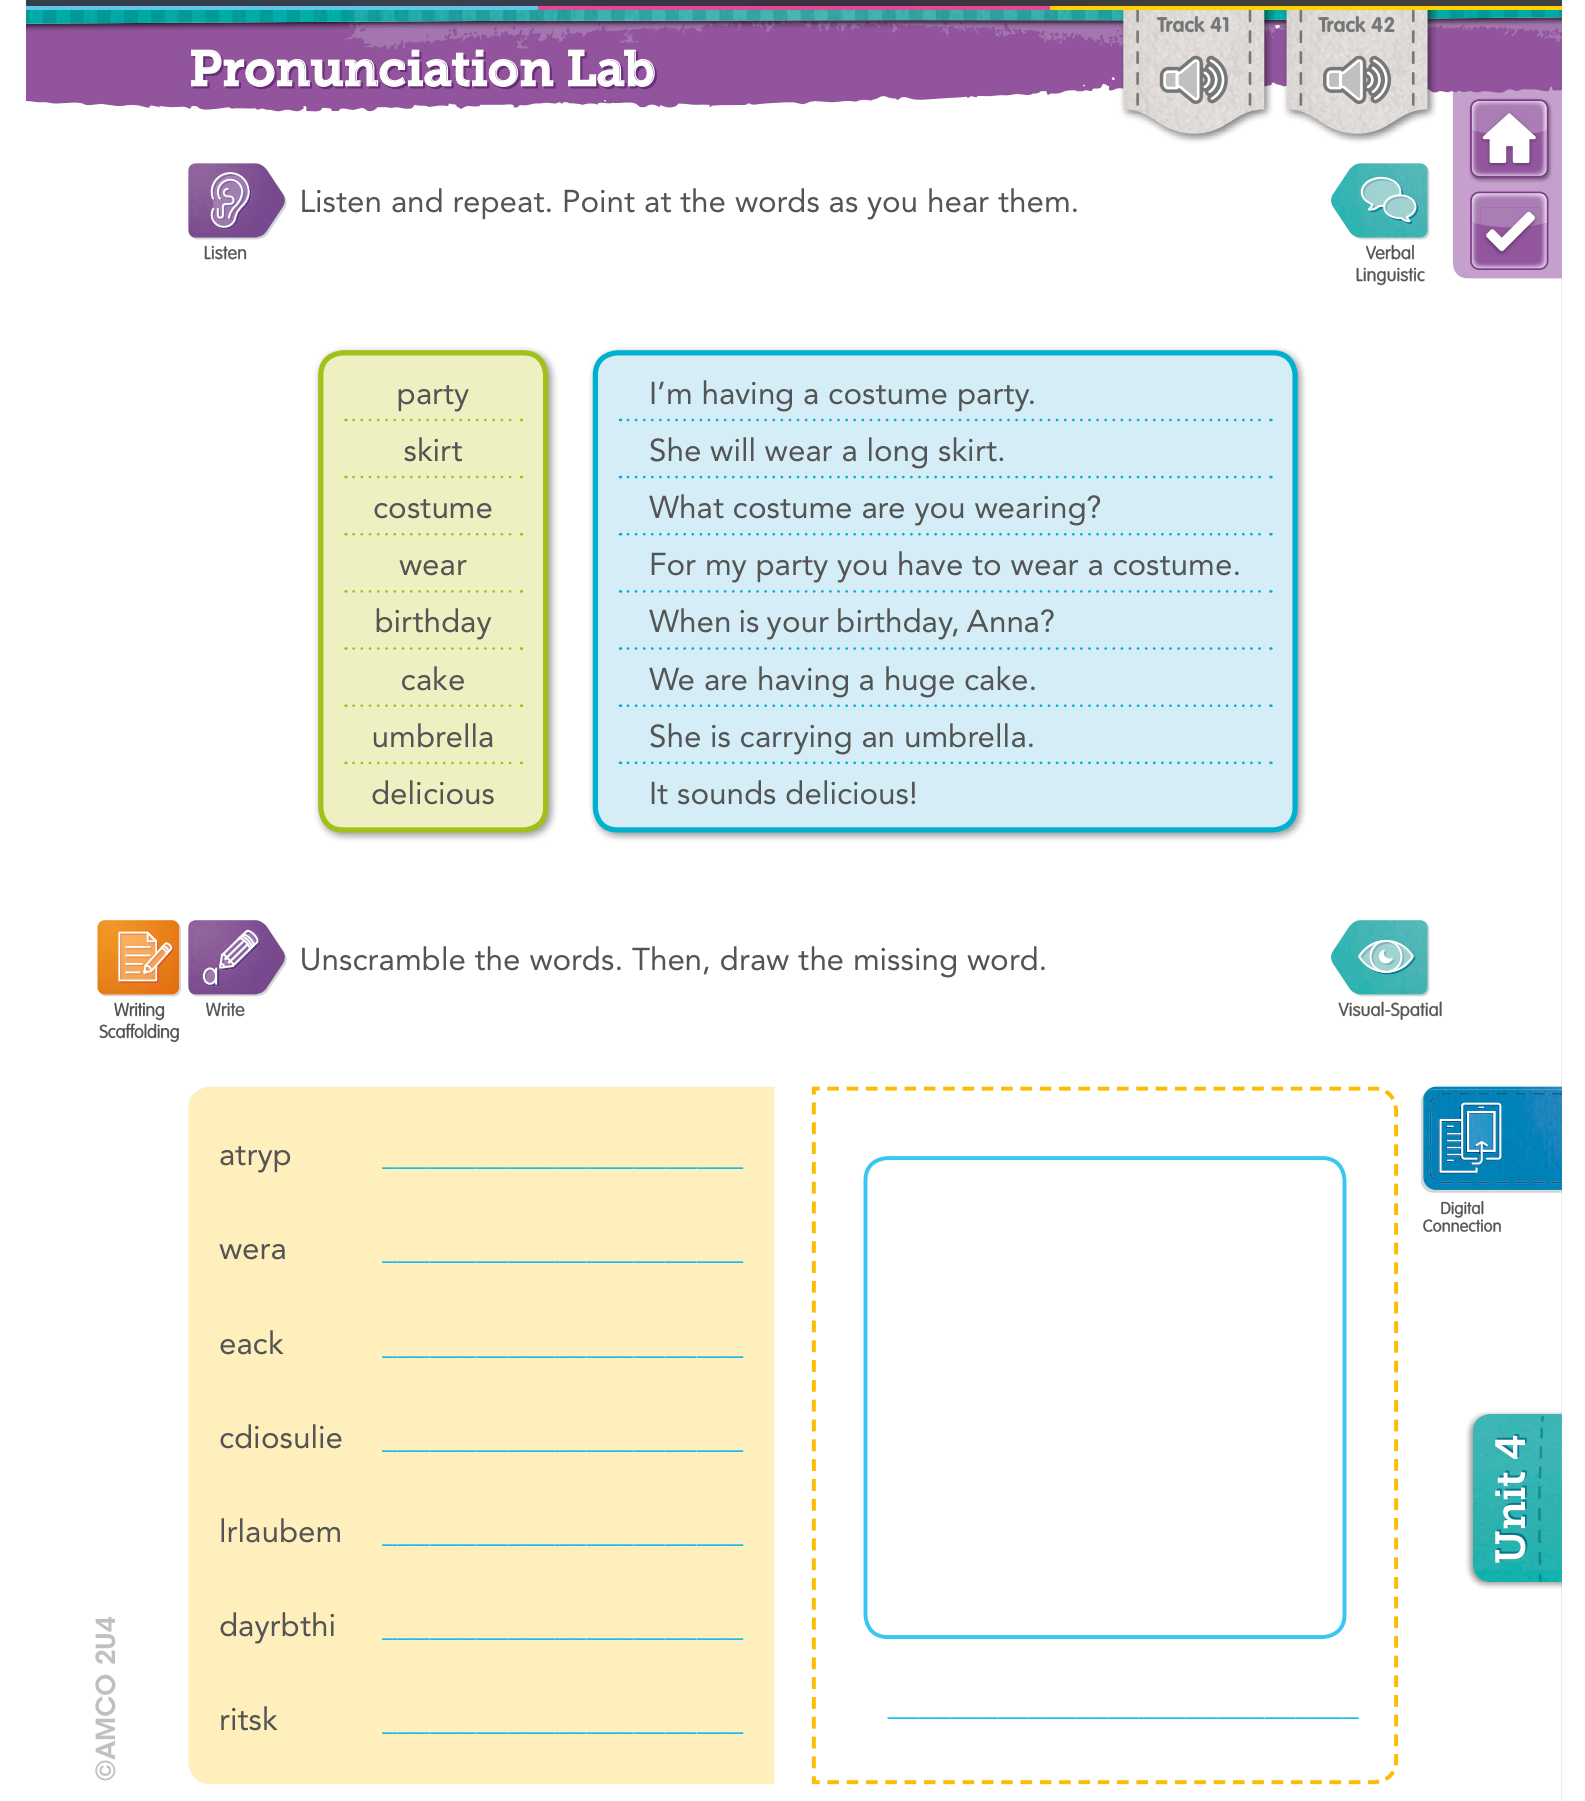 Track 41
Track 42
Pronunciation Lab
Listen and repeat. Point at the words as you hear them.
Listen
Verbal
Linguistic
party
skirt
costume
wear
birthday
cake
umbrella
delicious
I'm having a costume party.
She will wear a long skirt.
What costume are you wearing?
For my party you have to wear a costume.
When is your birthday, Anna?
We are having a huge cake.
She is carrying an umbrella.
It sounds delicious!
Unscramble the words. Then, draw the missing word.
Writing
Scaffolding
a
Write
Visual-Spatial
atryp
wera
eack
cdiosulie
lrlaubem
dayrbthi
ritsk
Digital
Connection
Unit 4
©AMCO 2U4